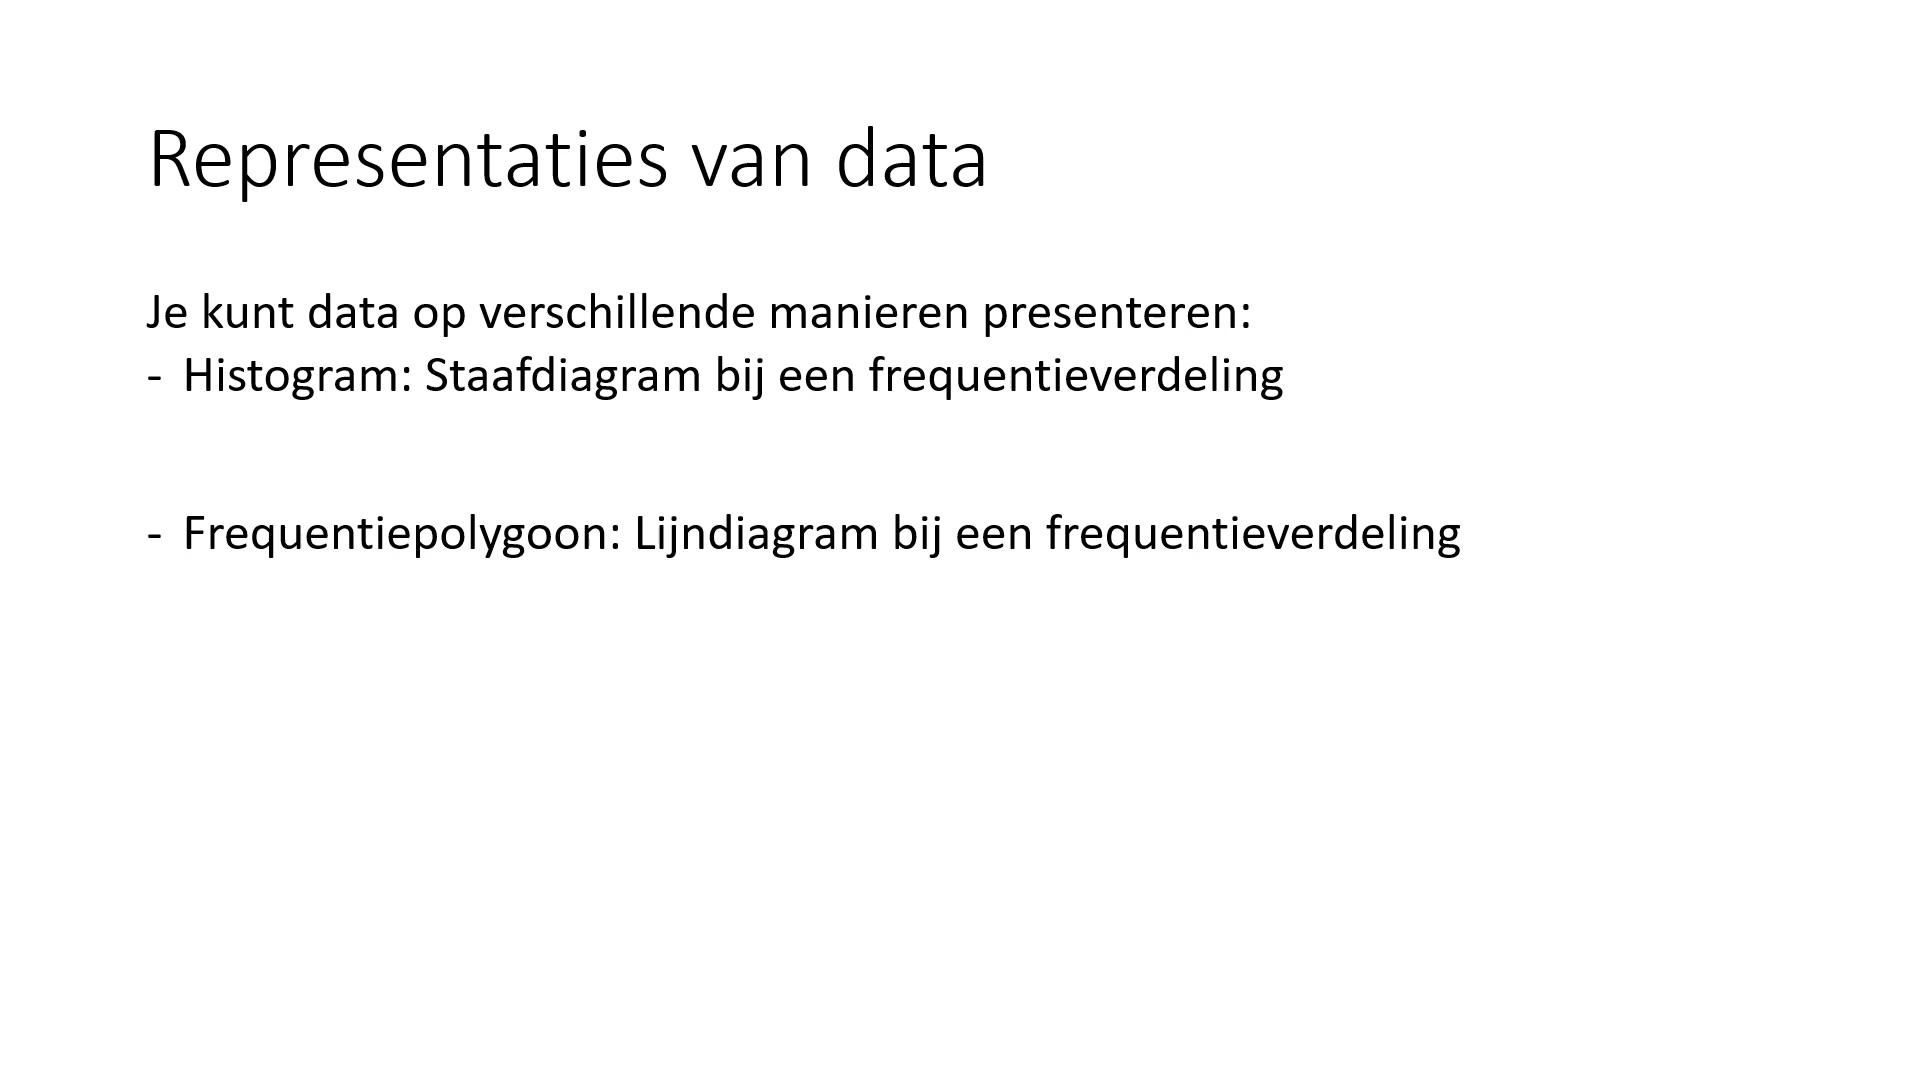 Representaties van data
Je kunt data op verschillende manieren presenteren:
- Histogram: Staafdiagram bij een frequentieverdeling
- Frequentiepolygoon: Lijndiagram bij een frequentieverdeling